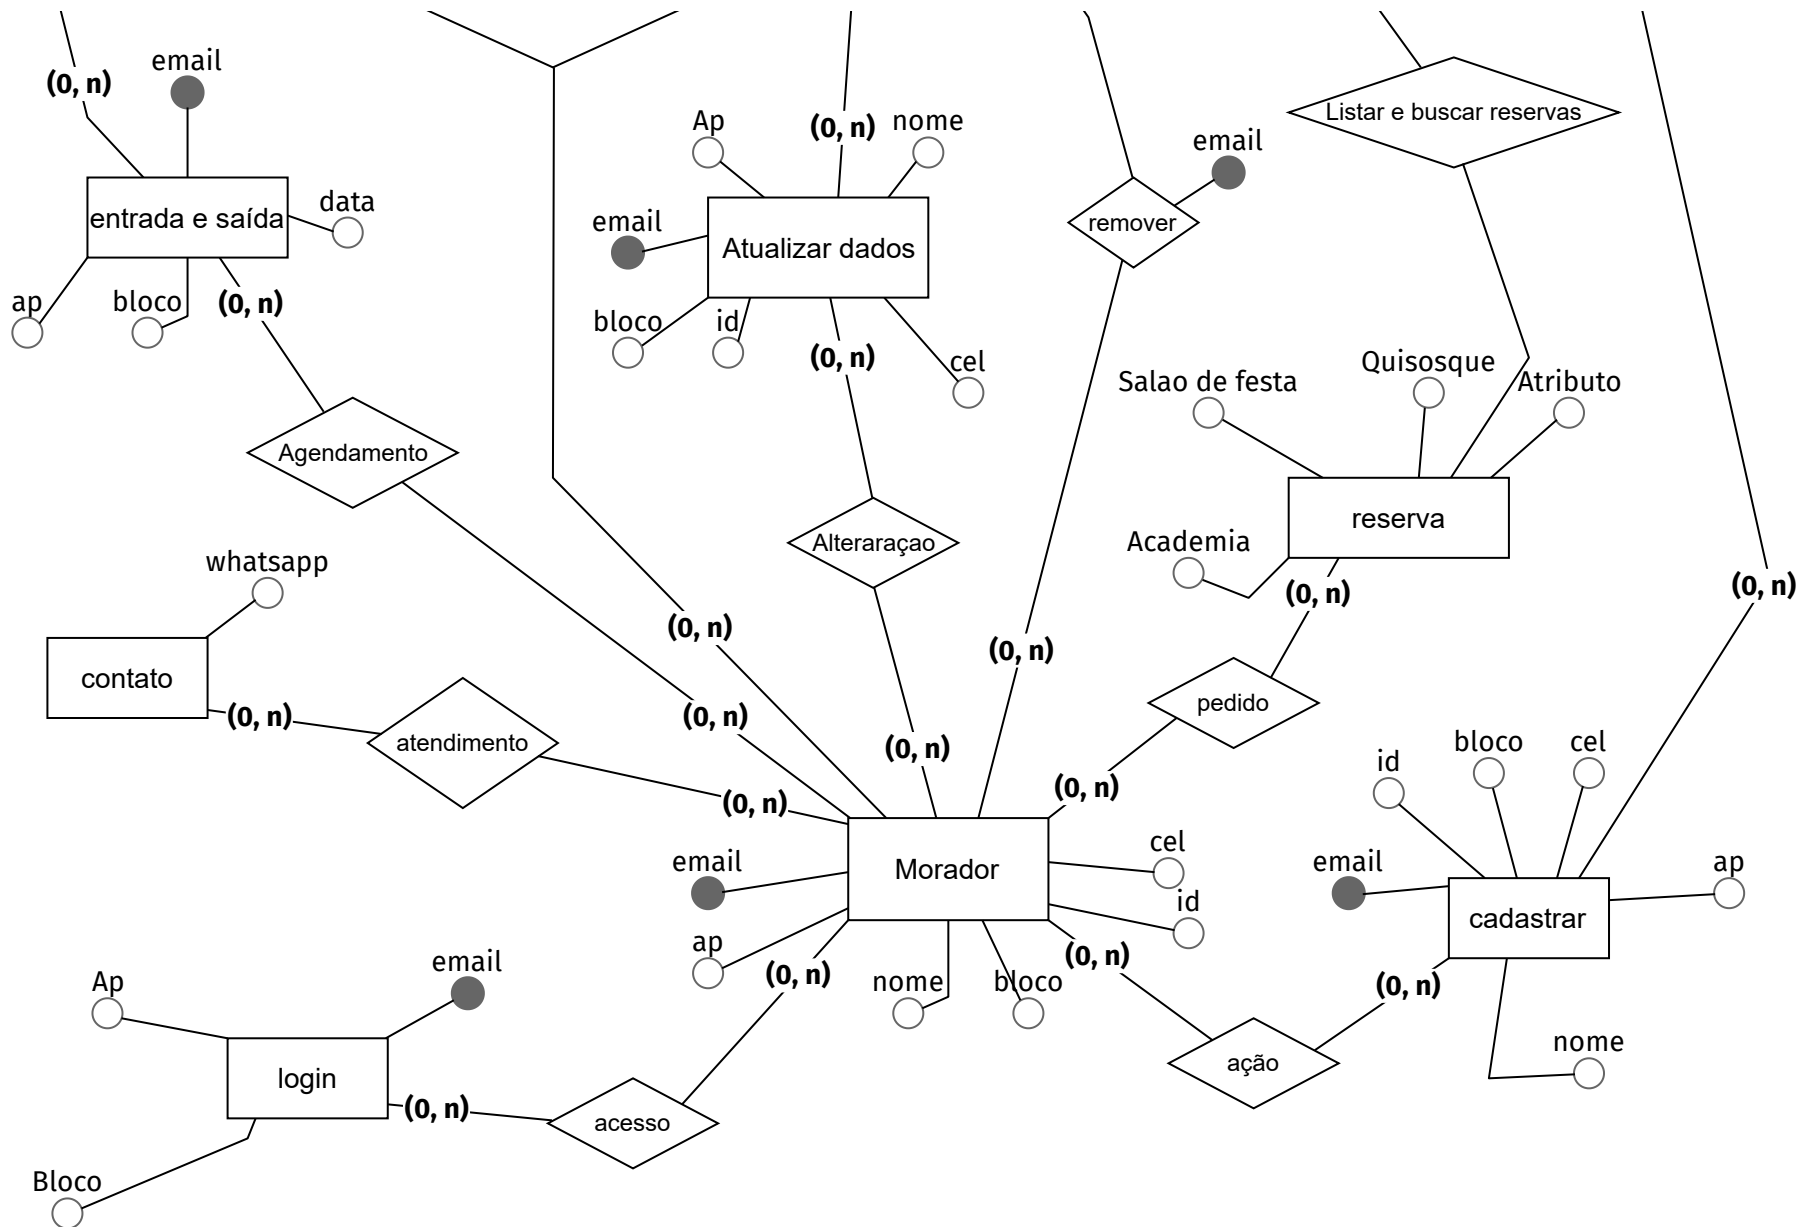 (0, n)
email
entrada e saída
data
ap
bloco
(0, n)
Agendamento
Ap
(0, n)
nome
email
Atualizar dados
bloco
id
(0, n)
cel
Alteraraçao
(0, n)
email
remover
(0, n)
Listar e buscar reservas
Salao de festa
Quisosque
Atributo
reserva
Academia
(0, n)
pedido
(0, n)
(0, n)
whatsapp
contato
(0, n)
atendimento
(0, n)
(0, n)
(0, n)
Morador
email
ap
(0, n)
nome
bloco
cel
id
(0, n)
ação
(0, n)
id
bloco
cel
email
cadastrar
ap
nome
Ap
email
login
(0, n)
acesso
Bloco